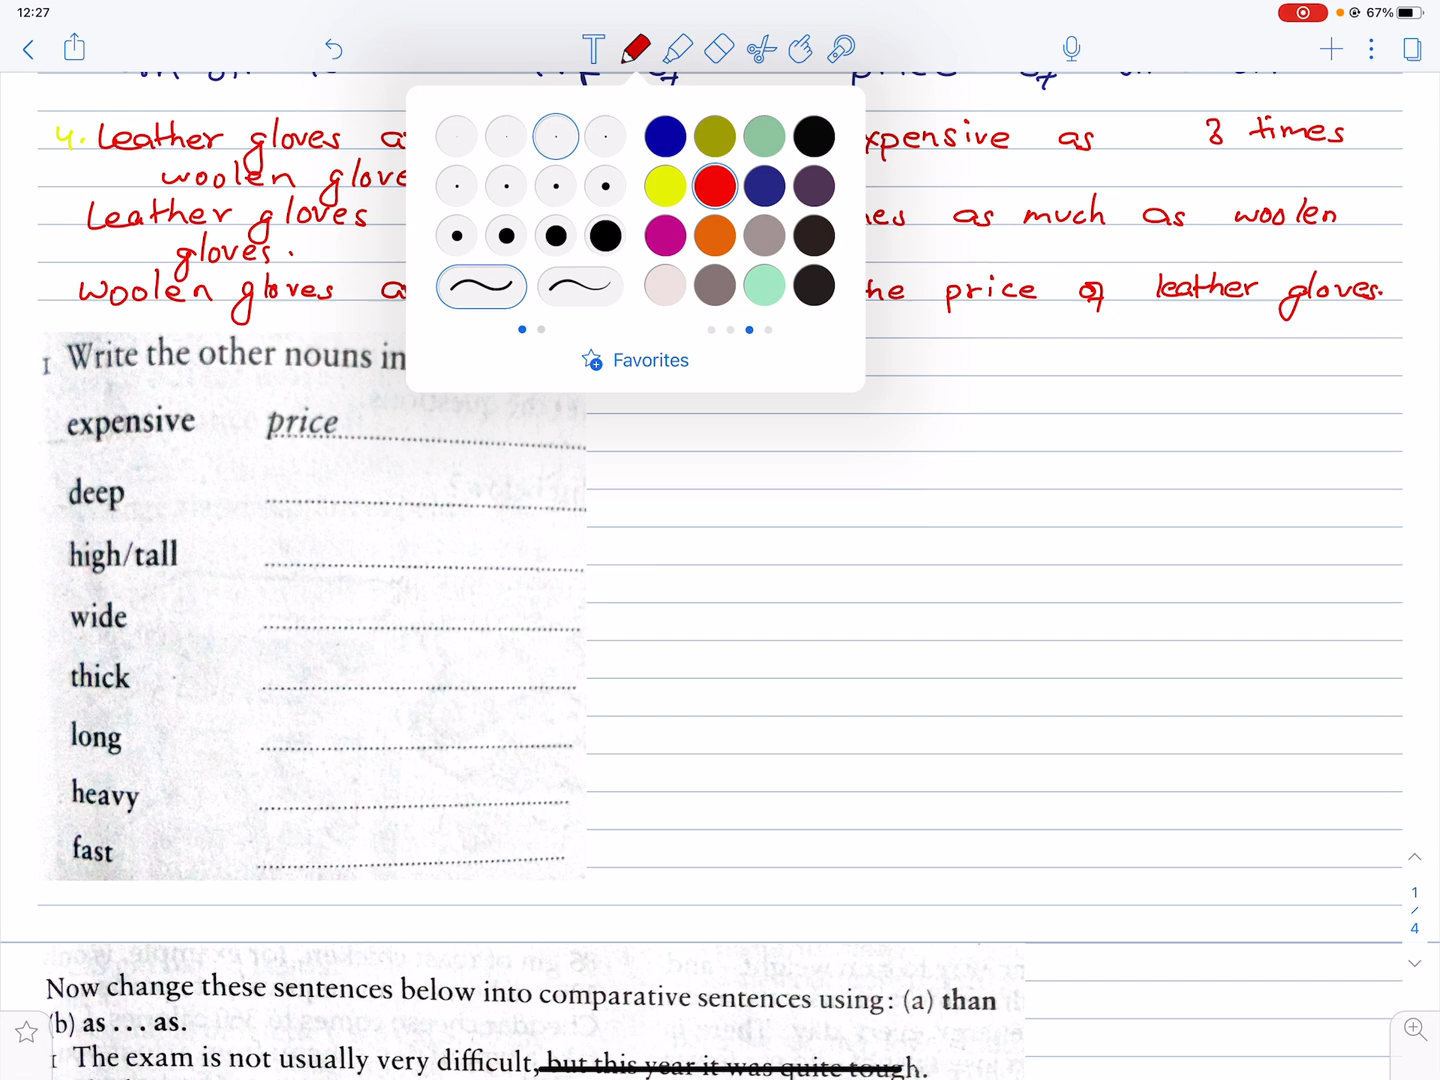 12:27
67%
4. Leather gloves a xpensive as 3 times
woolen glove
Leather gloves es as much as woolen
gloves.
woolen gloves a he price of leather gloves.
Favorites
I Write the other nouns in
expensive price
deep
high/tall
wide
thick
long
heavy
fast
1
/
4
Now change these sentences below into comparative sentences using: (a) than
(b) as ... as.
I The exam is not usually very difficult, but this year it was quite tough.